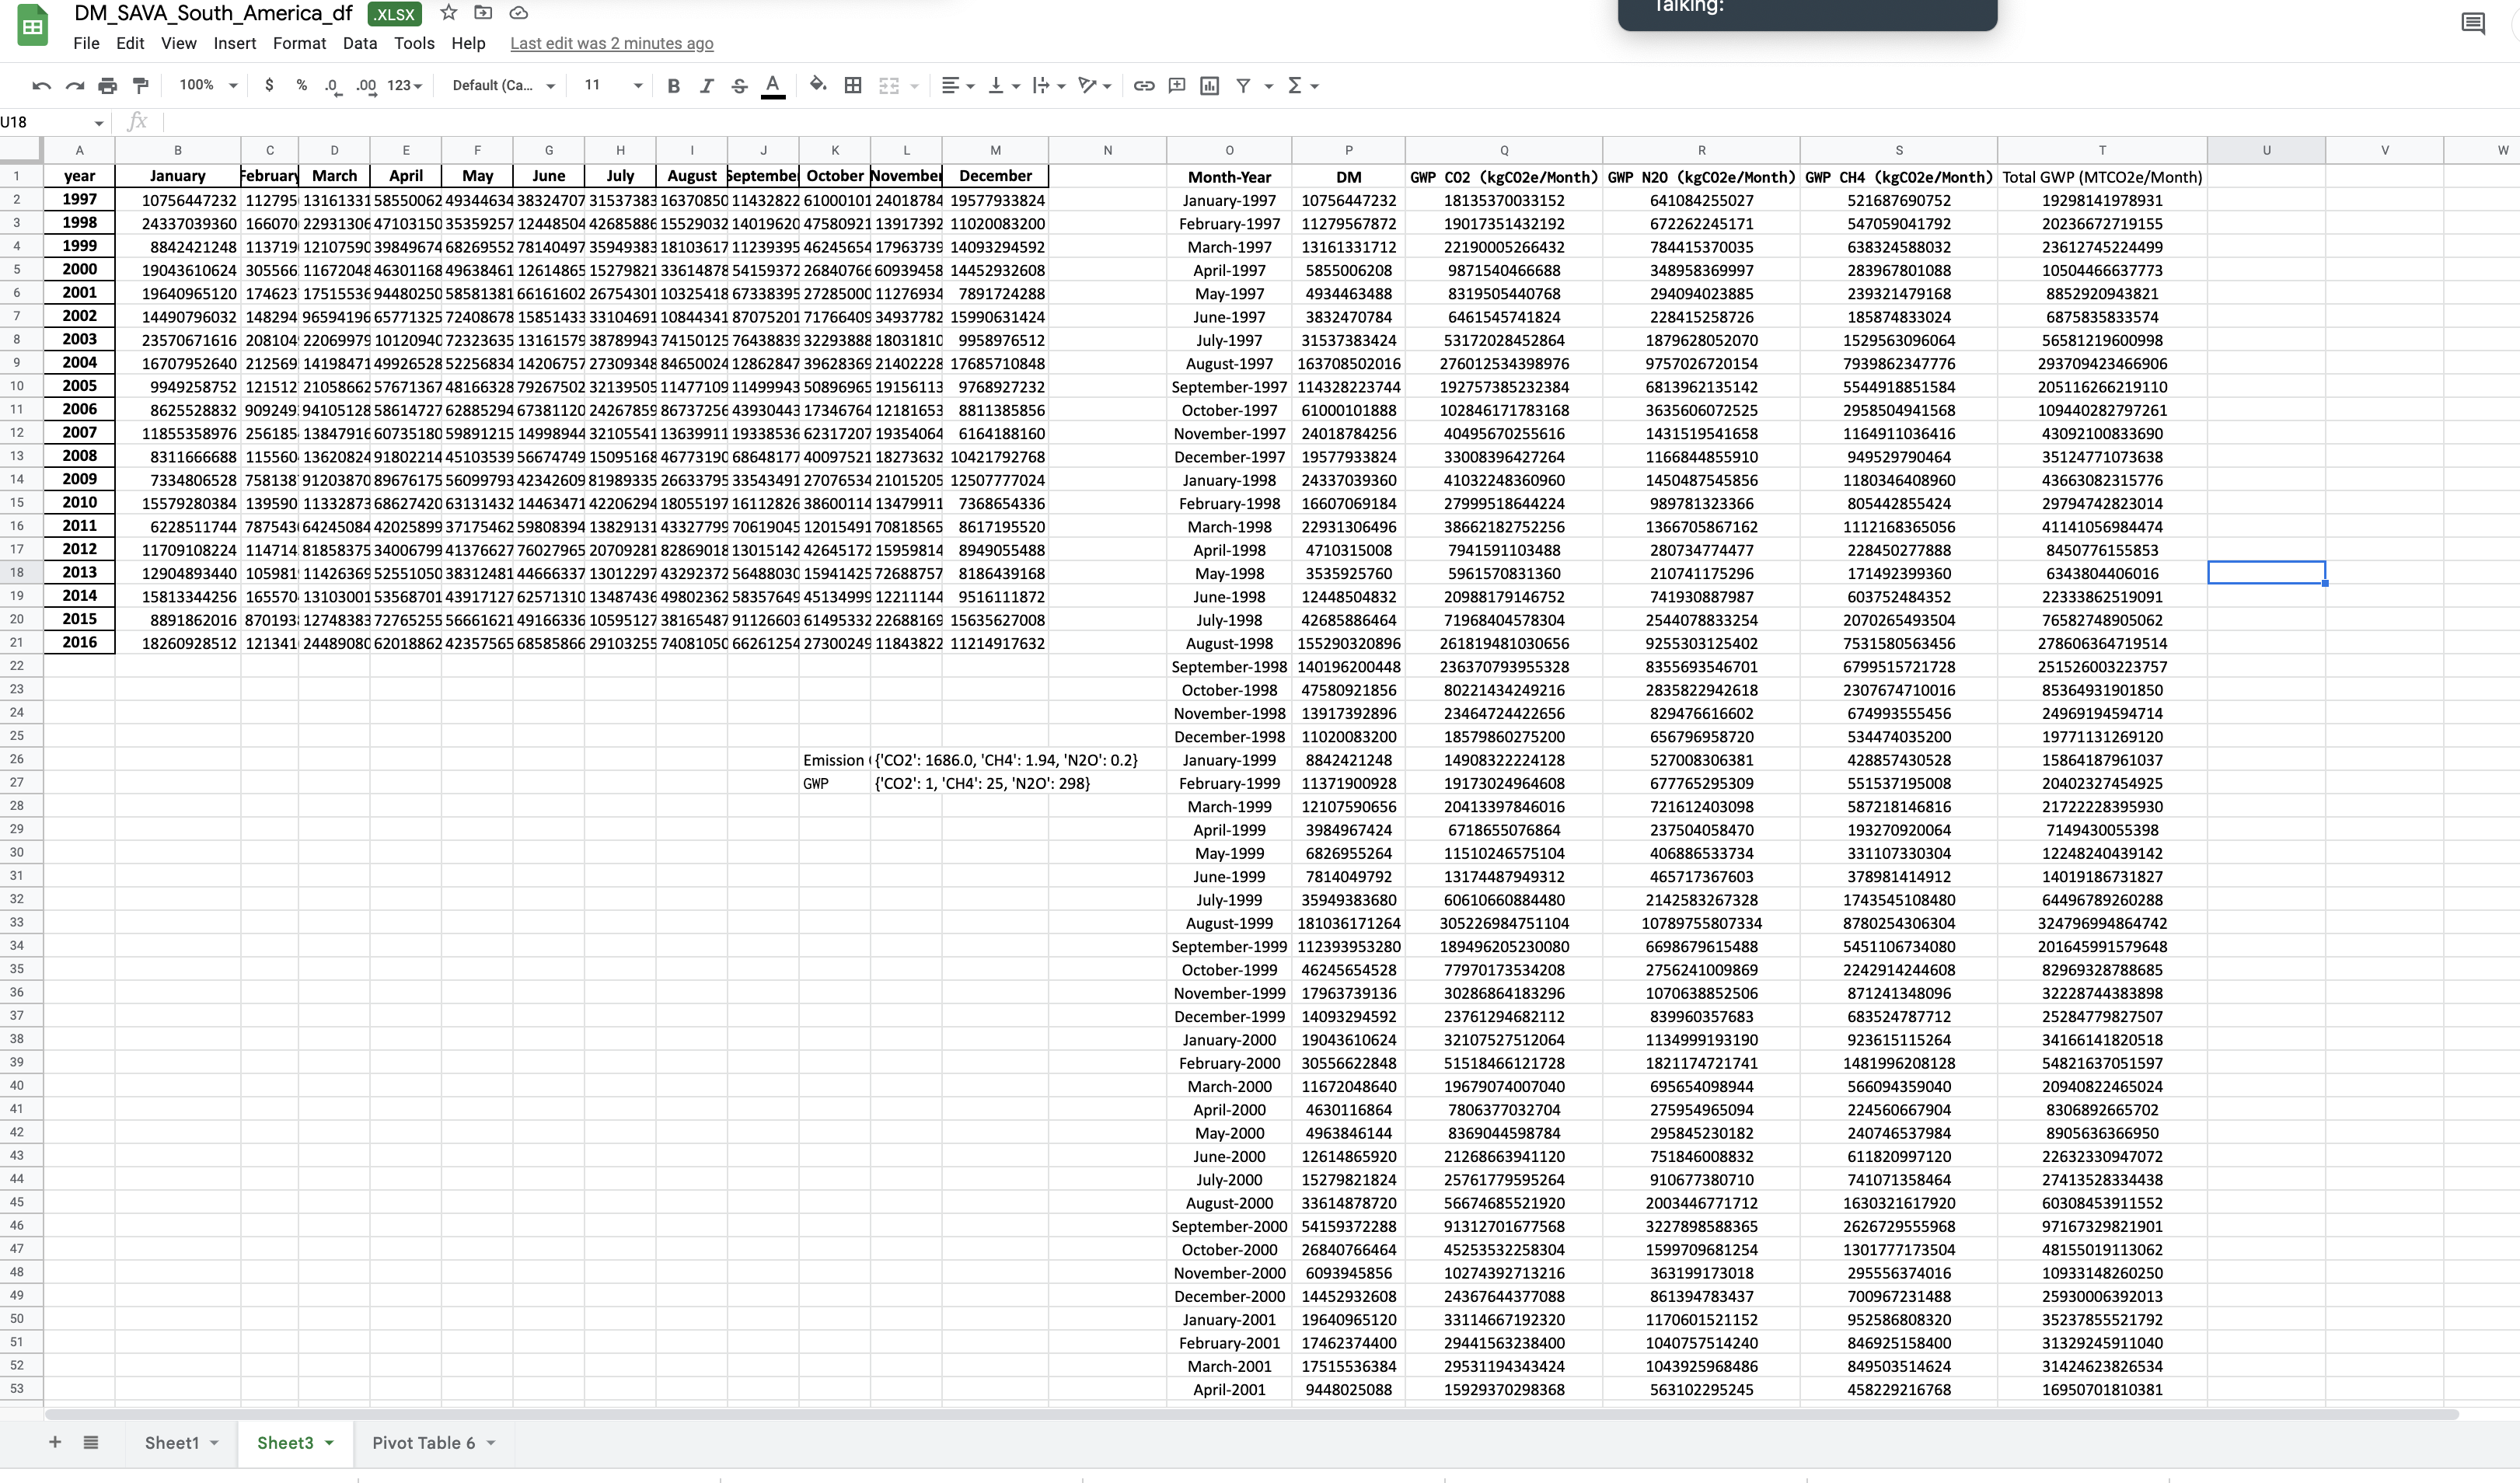 DM_SAVA_South_America_df .XLSX
Talking:
File Edit View Insert Format Data Tools Help Last edit was 2 minutes ago
100% $ % .0 .00 123 Default (Ca... 11 B I S A Σ
U18 fx
A B C D E F G H I J K L M N O P Q R S T U V W
1 year January February March April May June July August September October November December Month-Year DM GWP CO2 (kgC02e/Month) GWP N2O (kgC02e/Month) GWP CH4 (kgC02e/Month) Total GWP (MTCO2e/Month)
2 1997 10756447232 112795 13161331 58550062 49344634 38324707 31537383 16370850 11432822 61000101 24018784 19577933824 January-1997 10756447232 18135370033152 641084255027 521687690752 19298141978931
3 1998 24337039360 166070 22931306 47103150 35359257 12448504 42685886 15529032 14019620 47580921 13917392 11020083200 February-1997 11279567872 19017351432192 672262245171 547059041792 20236672719155
4 1999 8842421248 113719 12107590 39849674 68269552 78140497 35949383 18103617 11239395 46245654 17963739 14093294592 March-1997 13161331712 22190005266432 784415370035 638324588032 23612745224499
5 2000 19043610624 305566 11672048 46301168 49638461 12614865 15279821 33614878 54159372 26840766 60939458 14452932608 April-1997 5855006208 9871540466688 348958369997 283967801088 10504466637773
6 2001 19640965120 174623 17515536 94480250 58581381 66161602 26754301 10325418 67338395 27285000 11276934 7891724288 May-1997 4934463488 8319505440768 294094023885 239321479168 8852920943821
7 2002 14490796032 148294 96594196 65771325 72408678 15851433 33104691 10844341 87075201 71766409 34937782 15990631424 June-1997 3832470784 6461545741824 228415258726 185874833024 6875835833574
8 2003 23570671616 208104 22069979 10120940 72323635 13161579 38789943 74150125 76438839 32293888 18031810 9958976512 July-1997 31537383424 53172028452864 1879628052070 1529563096064 56581219600998
9 2004 16707952640 212569 14198471 49926528 52256834 14206757 27309348 84650024 12862847 39628369 21402228 17685710848 August-1997 163708502016 276012534398976 9757026720154 7939862347776 293709423466906
10 2005 9949258752 121512 21058662 57671367 48166328 79267502 32139505 11477109 11499943 50896965 19156113 9768927232 September-1997 114328223744 192757385232384 6813962135142 5544918851584 205116266219110
11 2006 8625528832 909249 94105128 58614727 62885294 67381120 24267859 86737256 43930443 17346764 12181653 8811385856 October-1997 61000101888 102846171783168 3635606072525 2958504941568 109440282797261
12 2007 11855358976 256185 13847916 60735180 59891215 14998944 32105541 13639911 19338536 62317207 19354064 6164188160 November-1997 24018784256 40495670255616 1431519541658 1164911036416 43092100833690
13 2008 8311666688 115560 13620824 91802214 45103539 56674749 15095168 46773190 68648177 40097521 18273632 10421792768 December-1997 19577933824 33008396427264 1166844855910 949529790464 35124771073638
14 2009 7334806528 758138 91203870 89676175 56099793 42342609 81989335 26633795 33543491 27076534 21015205 12507777024 January-1998 24337039360 41032248360960 1450487545856 1180346408960 43663082315776
15 2010 15579280384 139590 11332873 68627420 63131432 14463471 42206294 18055197 16112826 38600114 13479911 7368654336 February-1998 16607069184 27999518644224 989781323366 805442855424 29794742823014
16 2011 6228511744 787543 64245084 42025899 37175462 59808394 13829131 43327799 70619045 12015491 70818565 8617195520 March-1998 22931306496 38662182752256 1366705867162 1112168365056 41141056984474
17 2012 11709108224 114714 81858375 34006799 41376627 76027965 20709281 82869018 13015142 42645172 15959814 8949055488 April-1998 4710315008 7941591103488 280734774477 228450277888 8450776155853
18 2013 12904893440 105981 11426369 52551050 38312481 44666337 13012297 43292372 56488030 15941425 72688757 8186439168 May-1998 3535925760 5961570831360 210741175296 171492399360 6343804406016
19 2014 15813344256 165570 13103001 53568701 43917127 62571310 13487436 49802362 58357649 45134999 12211144 9516111872 June-1998 12448504832 20988179146752 741930887987 603752484352 22333862519091
20 2015 8891862016 870193 12748383 72765255 56661621 49166336 10595127 38165487 91126603 61495332 22688169 15635627008 July-1998 42685886464 71968404578304 2544078833254 2070265493504 76582748905062
21 2016 18260928512 121341 24489080 62018862 42357565 68585866 29103255 74081050 66261254 27300249 11843822 11214917632 August-1998 155290320896 261819481030656 9255303125402 7531580563456 278606364719514
22 September-1998 140196200448 236370793955328 8355693546701 6799515721728 251526003223757
23 October-1998 47580921856 80221434249216 2835822942618 2307674710016 85364931901850
24 November-1998 13917392896 23464724422656 829476616602 674993555456 24969194594714
25 December-1998 11020083200 18579860275200 656796958720 534474035200 19771131269120
26 Emission {'CO2': 1686.0, 'CH4': 1.94, 'N2O': 0.2} January-1999 8842421248 14908322224128 527008306381 428857430528 15864187961037
27 GWP {'CO2': 1, 'CH4': 25, 'N2O': 298} February-1999 11371900928 19173024964608 677765295309 551537195008 20402327454925
28 March-1999 12107590656 20413397846016 721612403098 587218146816 21722228395930
29 April-1999 3984967424 6718655076864 237504058470 193270920064 7149430055398
30 May-1999 6826955264 11510246575104 406886533734 331107330304 12248240439142
31 June-1999 7814049792 13174487949312 465717367603 378981414912 14019186731827
32 July-1999 35949383680 60610660884480 2142583267328 1743545108480 64496789260288
33 August-1999 181036171264 305226984751104 10789755807334 8780254306304 324796994864742
34 September-1999 112393953280 189496205230080 6698679615488 5451106734080 201645991579648
35 October-1999 46245654528 77970173534208 2756241009869 2242914244608 82969328788685
36 November-1999 17963739136 30286864183296 1070638852506 871241348096 32228744383898
37 December-1999 14093294592 23761294682112 839960357683 683524787712 25284779827507
38 January-2000 19043610624 32107527512064 1134999193190 923615115264 34166141820518
39 February-2000 30556622848 51518466121728 1821174721741 1481996208128 54821637051597
40 March-2000 11672048640 19679074007040 695654098944 566094359040 20940822465024
41 April-2000 4630116864 7806377032704 275954965094 224560667904 8306892665702
42 May-2000 4963846144 8369044598784 295845230182 240746537984 8905636366950
43 June-2000 12614865920 21268663941120 751846008832 611820997120 22632330947072
44 July-2000 15279821824 25761779595264 910677380710 741071358464 27413528334438
45 August-2000 33614878720 56674685521920 2003446771712 1630321617920 60308453911552
46 September-2000 54159372288 91312701677568 3227898588365 2626729555968 97167329821901
47 October-2000 26840766464 45253532258304 1599709681254 1301777173504 48155019113062
48 November-2000 6093945856 10274392713216 363199173018 295556374016 10933148260250
49 December-2000 14452932608 24367644377088 861394783437 700967231488 25930006392013
50 January-2001 19640965120 33114667192320 1170601521152 952586808320 35237855521792
51 February-2001 17462374400 29441563238400 1040757514240 846925158400 31329245911040
52 March-2001 17515536384 29531194343424 1043925968486 849503514624 31424623826534
53 April-2001 9448025088 15929370298368 563102295245 458229216768 16950701810381
Sheet1 Sheet3 Pivot Table 6